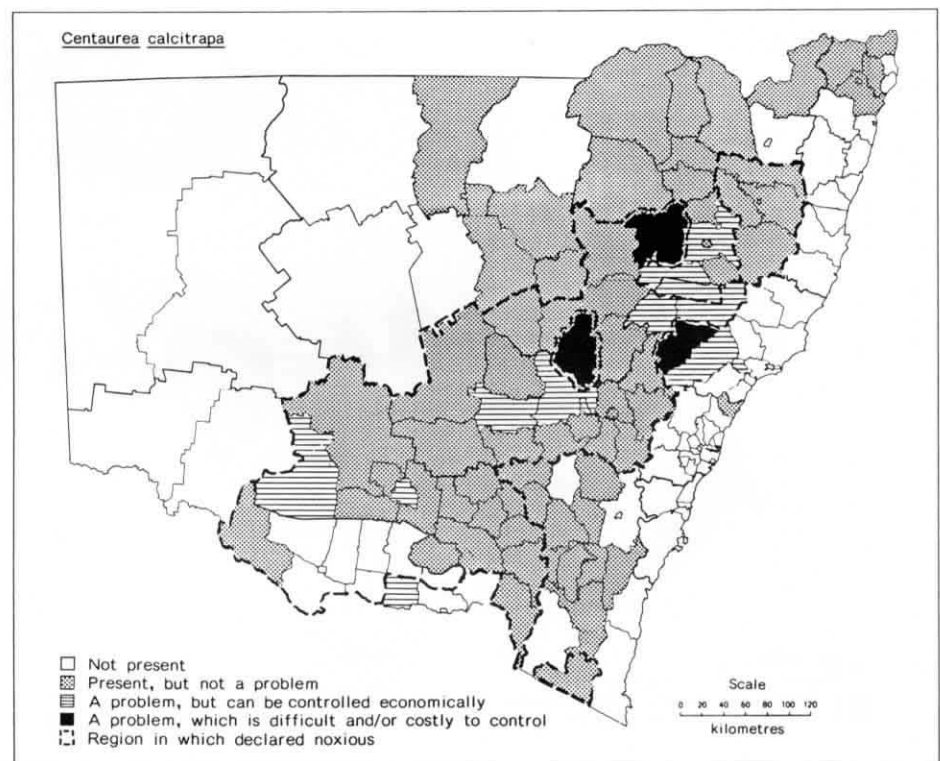 Centaurea calcitrapa
Not present
Present, but not a problem
A problem, but can be controlled economically
A problem, which is difficult and/or costly to control
Region in which declared noxious
Scale
0 20 40 60 80 100 120
kilometres